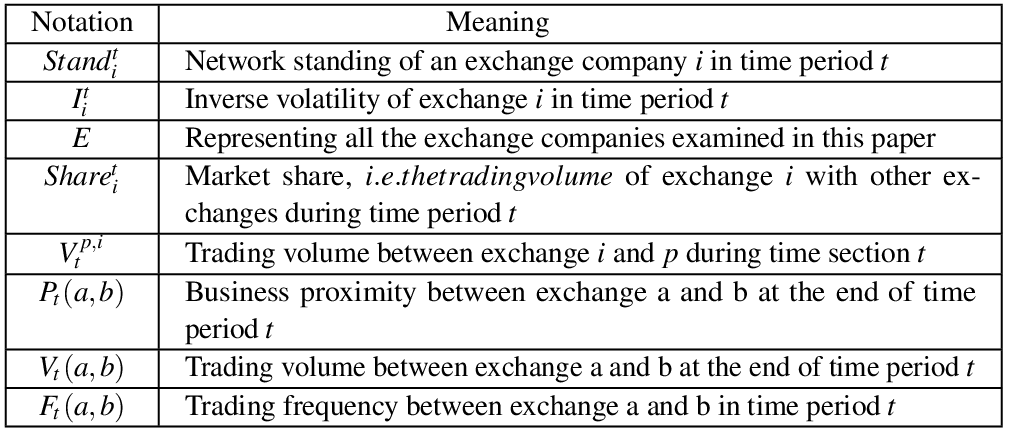 Notation Meaning
Stand_i^t Network standing of an exchange company i in time period t
I_i^t Inverse volatility of exchange i in time period t
E Representing all the exchange companies examined in this paper
Share_i^t Market share, i.e.thetradingvolume of exchange i with other ex-
changes during time period t
V_t^{p,i} Trading volume between exchange i and p during time section t
P_t(a,b) Business proximity between exchange a and b at the end of time
period t
V_t(a,b) Trading volume between exchange a and b at the end of time period t
F_t(a,b) Trading frequency between exchange a and b in time period t